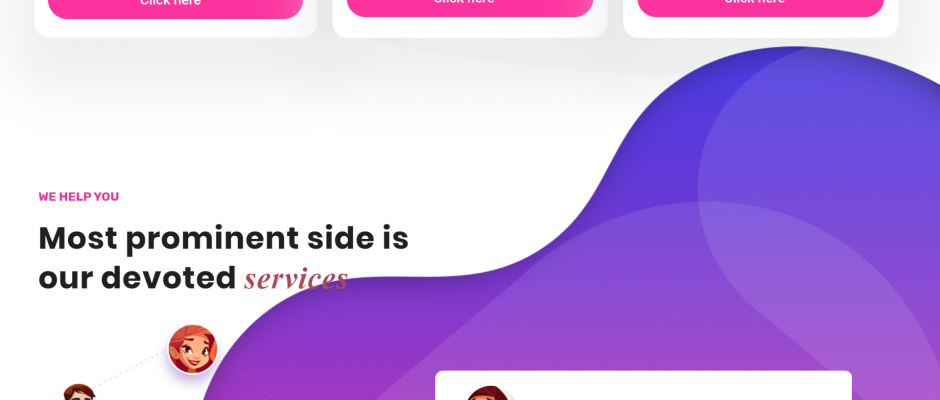 Click here
Click here
Click here
WE HELP YOU
Most prominent side is
our devoted services